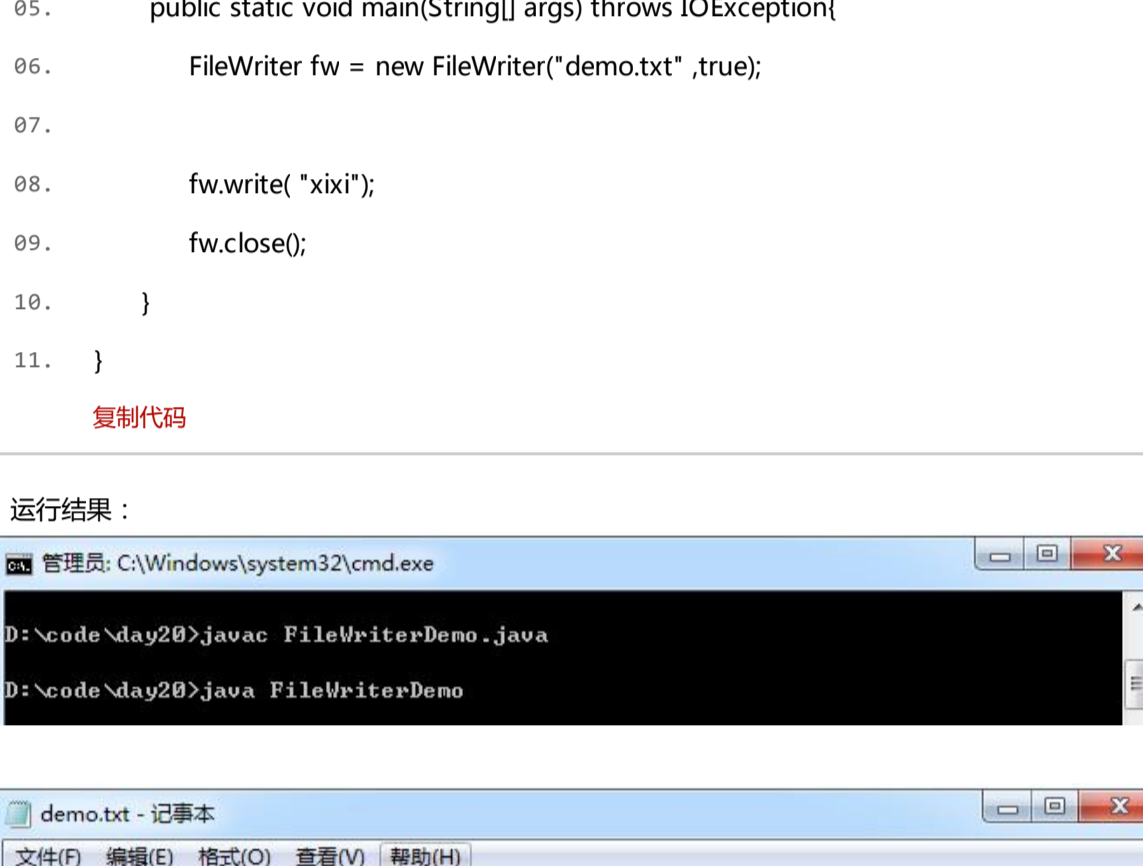 05. public static void main(String[] args) throws IOException{
06. FileWriter fw = new FileWriter("demo.txt" ,true);
07.
08. fw.write( "xixi");
09. fw.close();
10. }
11. }
复制代码
运行结果：
管理员: C:\Windows\system32\cmd.exe
D:\code\day20>javac FileWriterDemo.java
D:\code\day20>java FileWriterDemo
demo.txt - 记事本
文件(F) 编辑(E) 格式(O) 查看(V) 帮助(H)